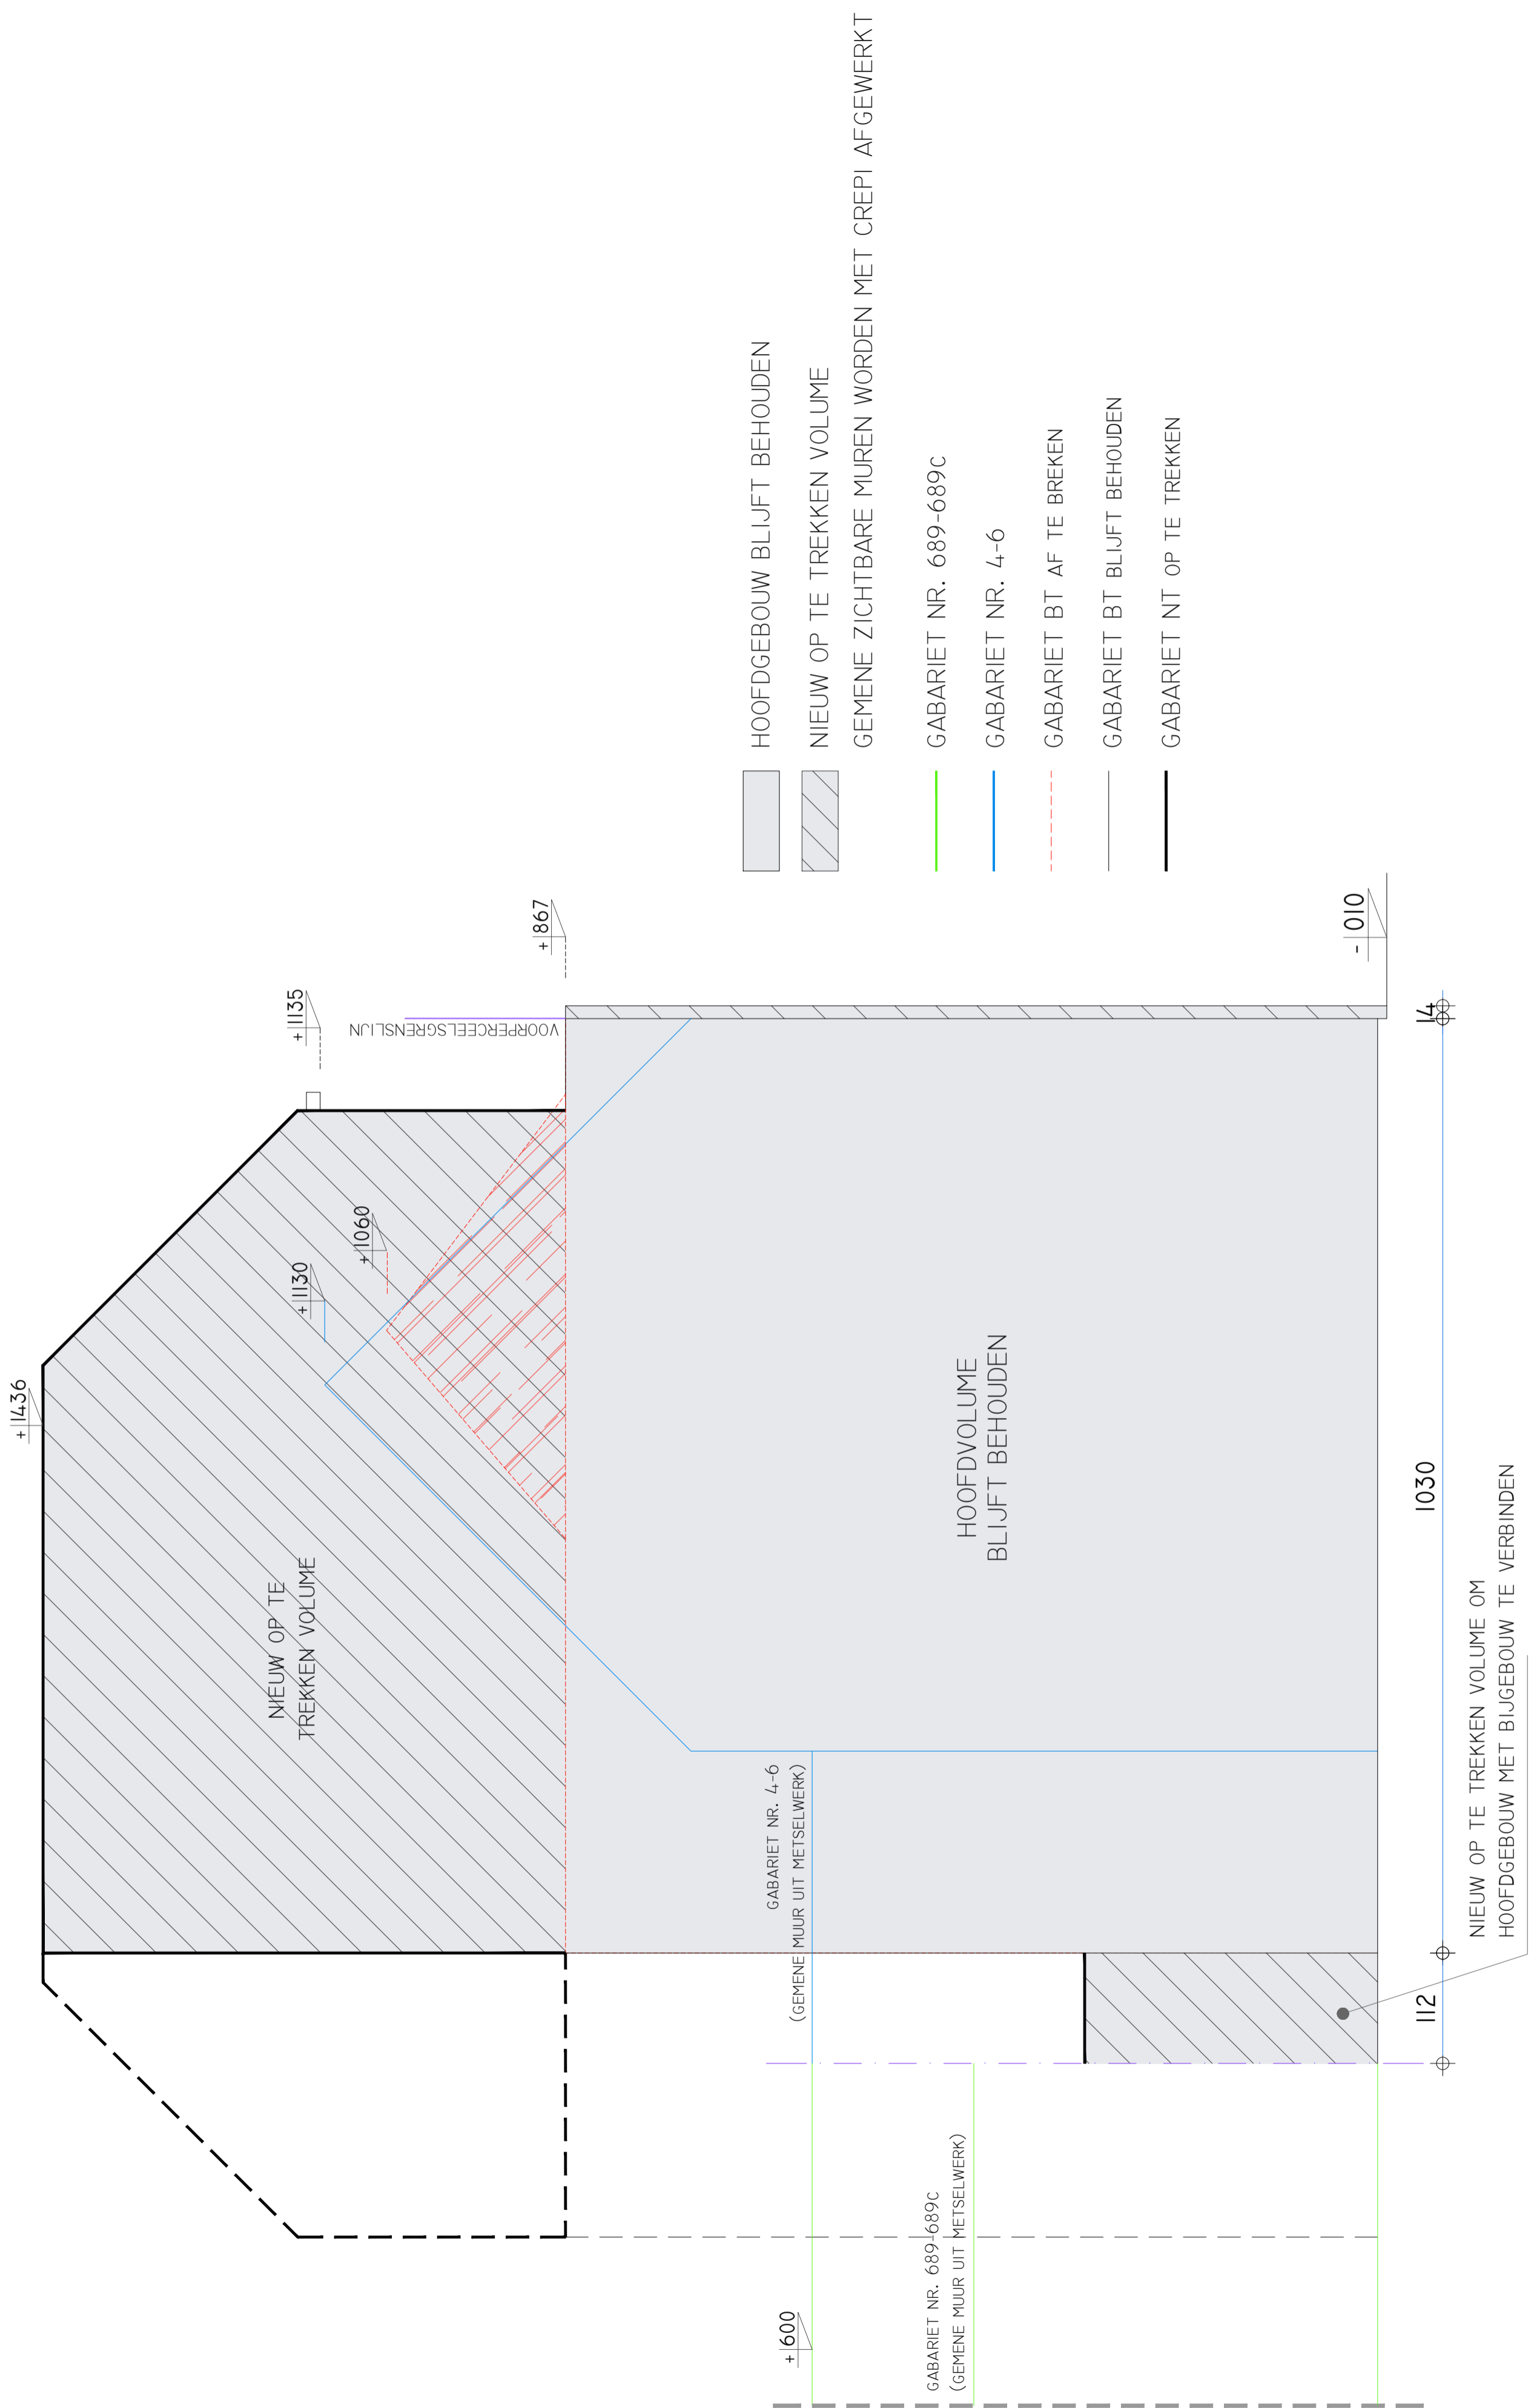 +1436
+1135
+1130
+1060
+867
VOORPERCEELSGRENSLIJN
NIEUW OP TE
TREKKEN VOLUME
HOOFDVOLUME
BLIJFT BEHOUDEN
GABARIET NR. 4-6
(GEMENE MUUR UIT METSELWERK)
+600
GABARIET NR. 689-689C
(GEMENE MUUR UIT METSELWERK)
-010
112
1030
14
NIEUW OP TE TREKKEN VOLUME OM
HOOFDGEBOUW MET BIJGEBOUW TE VERBINDEN
HOOFDGEBOUW BLIJFT BEHOUDEN
NIEUW OP TE TREKKEN VOLUME
GEMENE ZICHTBARE MUREN WORDEN MET CREPI AFGEWERKT
GABARIET NR. 689-689C
GABARIET NR. 4-6
GABARIET BT AF TE BREKEN
GABARIET BT BLIJFT BEHOUDEN
GABARIET NT OP TE TREKKEN